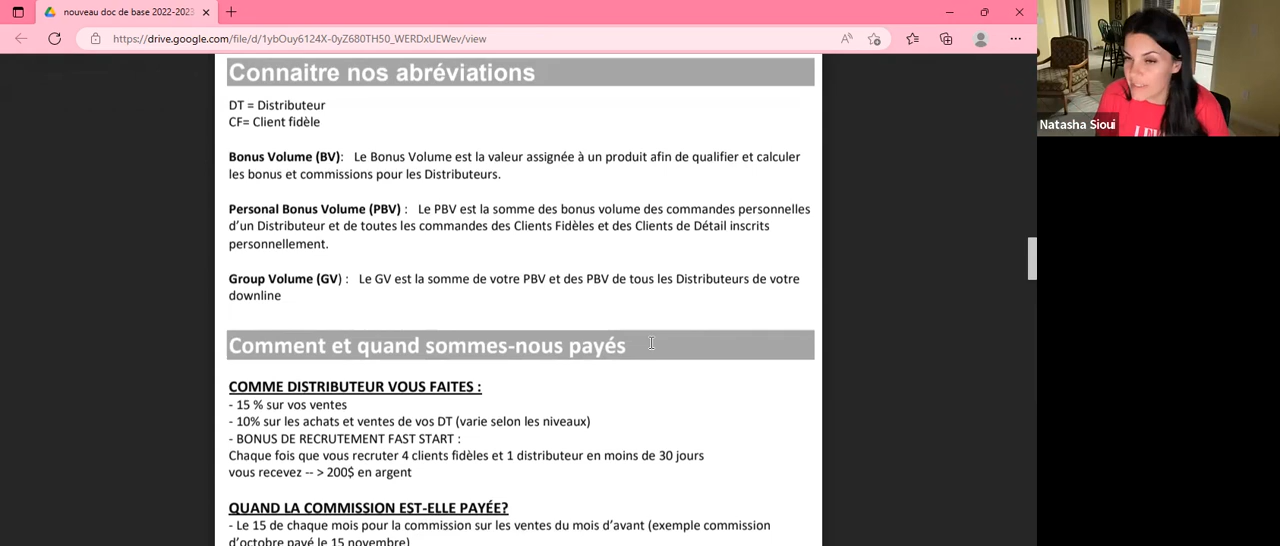 nouveau doc de base 2022-2023
https://drive.google.com/file/d/1ybOuy6124X-0yZ680TH50_WERDxUEWev/view
Connaitre nos abréviations
DT = Distributeur
CF= Client fidèle
Bonus Volume (BV): Le Bonus Volume est la valeur assignée à un produit afin de qualifier et calculer
les bonus et commissions pour les Distributeurs.
Personal Bonus Volume (PBV) : Le PBV est la somme des bonus volume des commandes personnelles
d'un Distributeur et de toutes les commandes des Clients Fidèles et des Clients de Détail inscrits
personnellement.
Group Volume (GV) : Le GV est la somme de votre PBV et des PBV de tous les Distributeurs de votre
downline
Comment et quand sommes-nous payés
COMME DISTRIBUTEUR VOUS FAITES :
- 15 % sur vos ventes
- 10% sur les achats et ventes de vos DT (varie selon les niveaux)
- BONUS DE RECRUTEMENT FAST START :
Chaque fois que vous recruter 4 clients fidèles et 1 distributeur en moins de 30 jours
vous recevez -- > 200$ en argent
QUAND LA COMMISSION EST-ELLE PAYÉE?
- Le 15 de chaque mois pour la commission sur les ventes du mois d'avant (exemple commission
d'octobre payé le 15 novembre)
Natasha Sioui